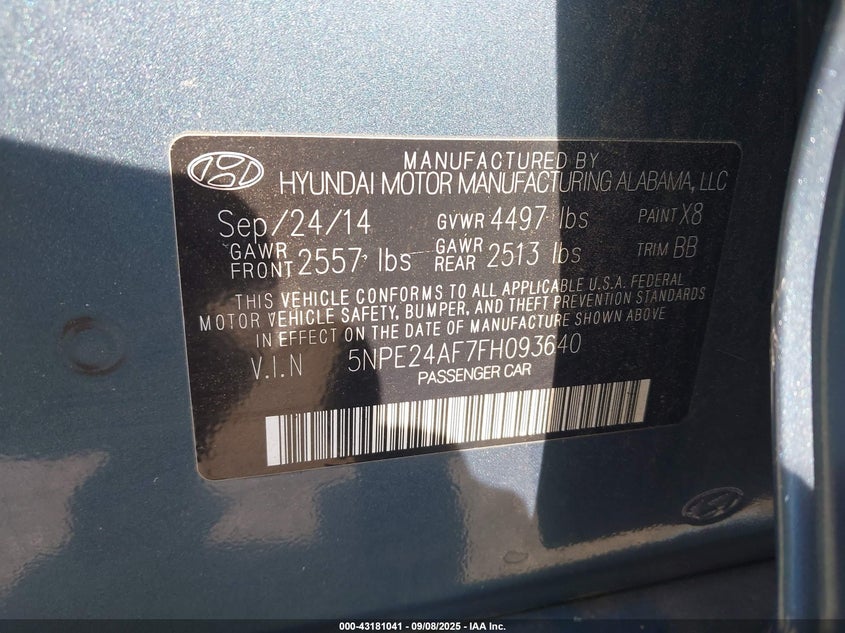 MANUFACTURED BY
HYUNDAI MOTOR MANUFACTURING ALABAMA, LLC
Sep/24/14 GVWR 4497 lbs PAINT X8
GAWR FRONT 2557 lbs GAWR REAR 2513 lbs TRIM BB
THIS VEHICLE CONFORMS TO ALL APPLICABLE U.S.A. FEDERAL
MOTOR VEHICLE SAFETY, BUMPER, AND THEFT PREVENTION STANDARDS
IN EFFECT ON THE DATE OF MANUFACTURE SHOWN ABOVE
V.I.N 5NPE24AF7FH093640
PASSENGER CAR
000-43181041 - 09/08/2025 - IAA Inc.